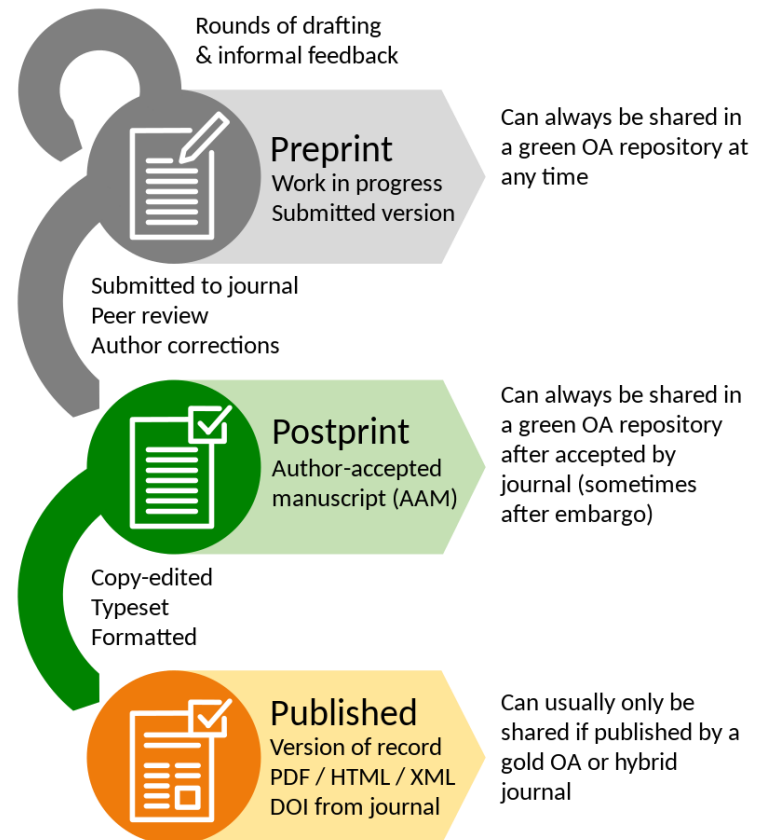 Rounds of drafting
& informal feedback
Preprint
Work in progress
Submitted version
Can always be shared in
a green OA repository at
any time
Submitted to journal
Peer review
Author corrections
Postprint
Author-accepted
manuscript (AAM)
Can always be shared in
a green OA repository
after accepted by
journal (sometimes
after embargo)
Copy-edited
Typeset
Formatted
Published
Version of record
PDF / HTML / XML
DOI from journal
Can usually only be
shared if published by a
gold OA or hybrid
journal